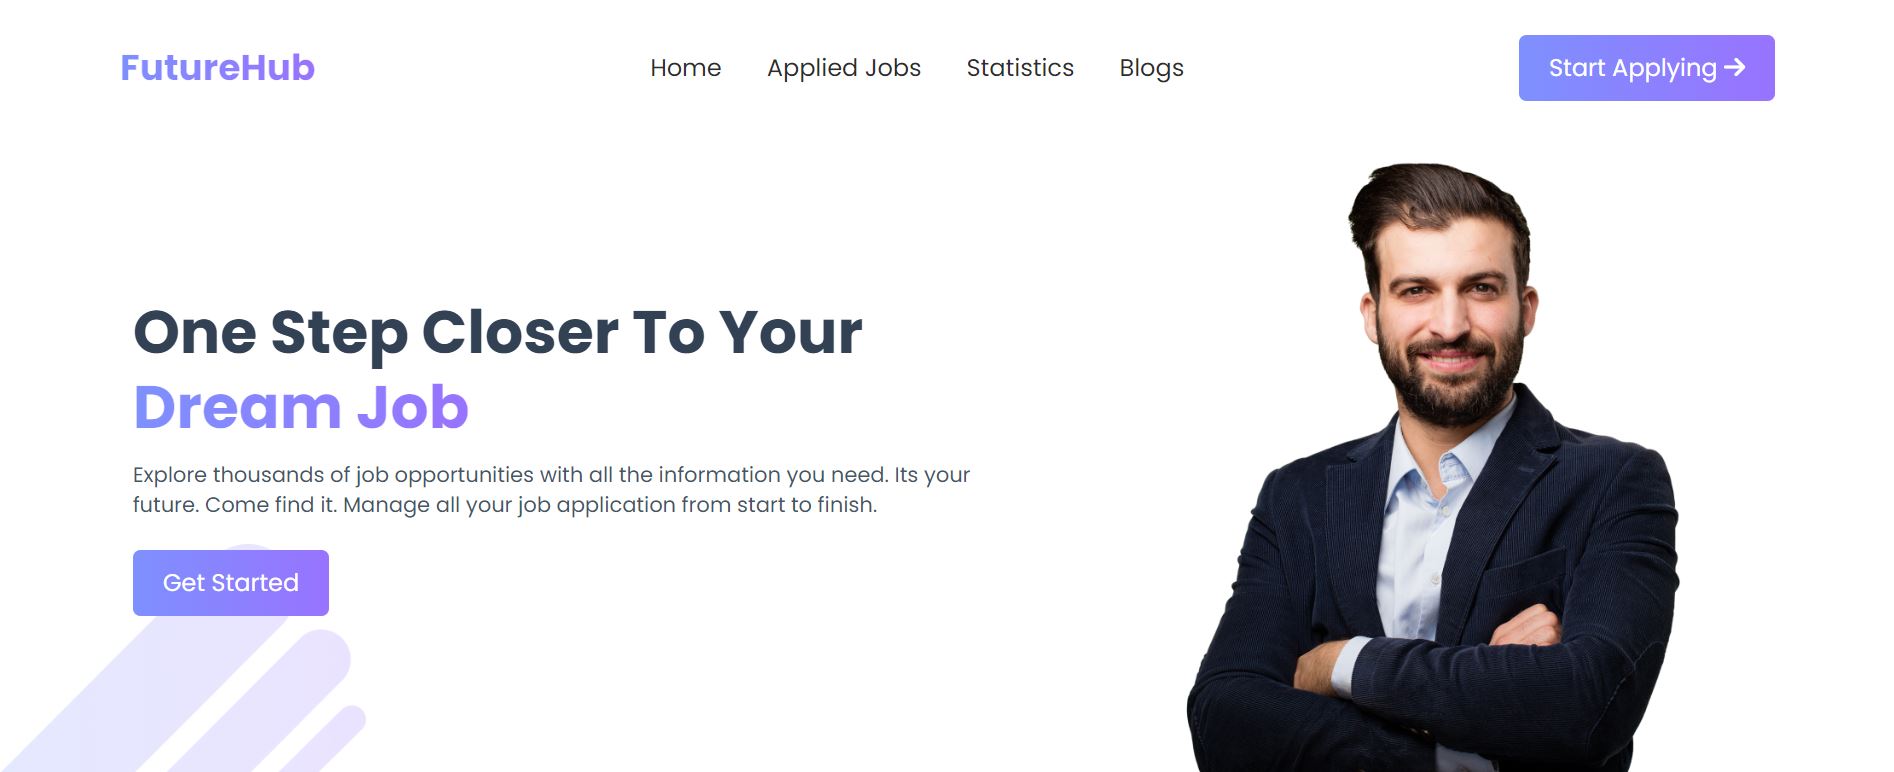 FutureHub
Home Applied Jobs Statistics Blogs
Start Applying →
One Step Closer To Your
Dream Job
Explore thousands of job opportunities with all the information you need. Its your
future. Come find it. Manage all your job application from start to finish.
Get Started